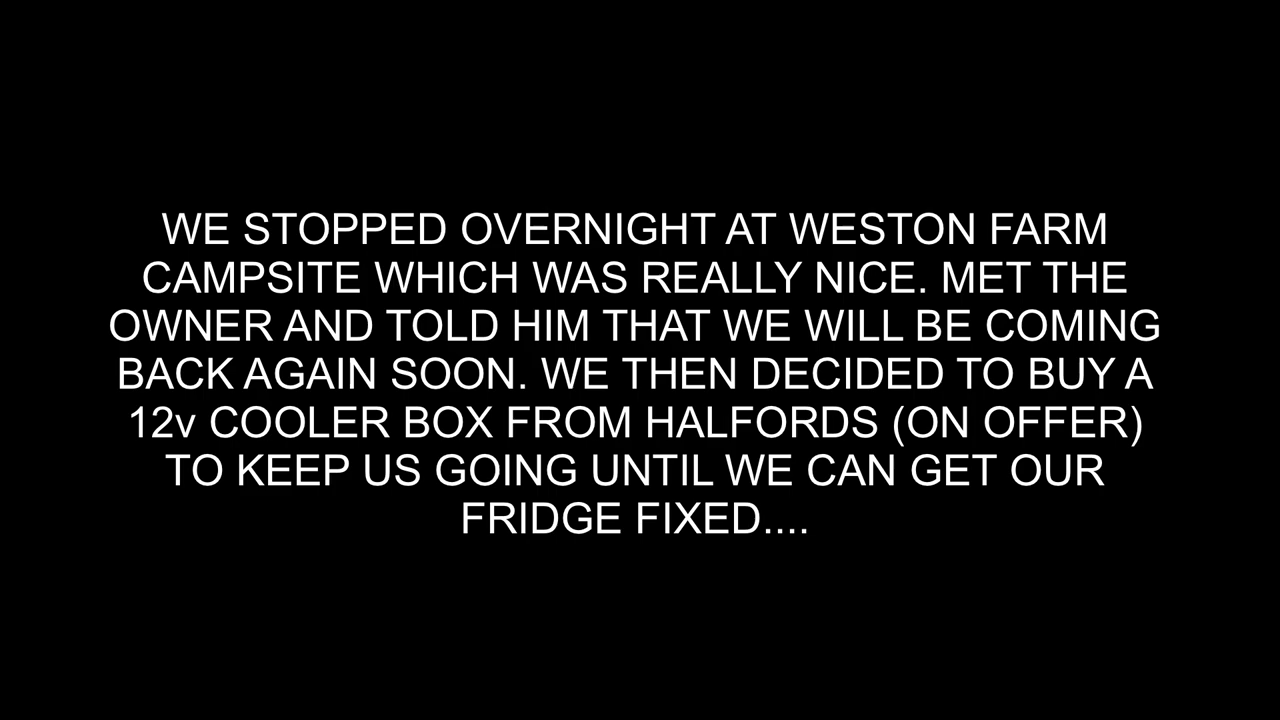 WE STOPPED OVERNIGHT AT WESTON FARM
CAMPSITE WHICH WAS REALLY NICE. MET THE
OWNER AND TOLD HIM THAT WE WILL BE COMING
BACK AGAIN SOON. WE THEN DECIDED TO BUY A
12v COOLER BOX FROM HALFORDS (ON OFFER)
TO KEEP US GOING UNTIL WE CAN GET OUR
FRIDGE FIXED....